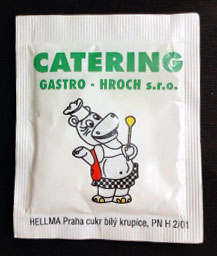 CATERING
GASTRO - HROCH s.r.o.
HELLMA Praha cukr bílý krupice, PN H 2/01